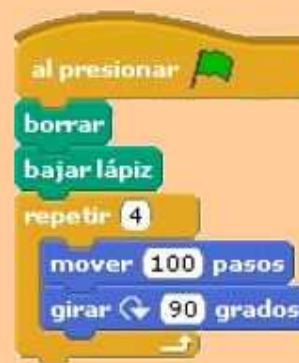 al presionar
borrar
bajar lápiz
repetir 4
mover 100 pasos
girar 90 grados